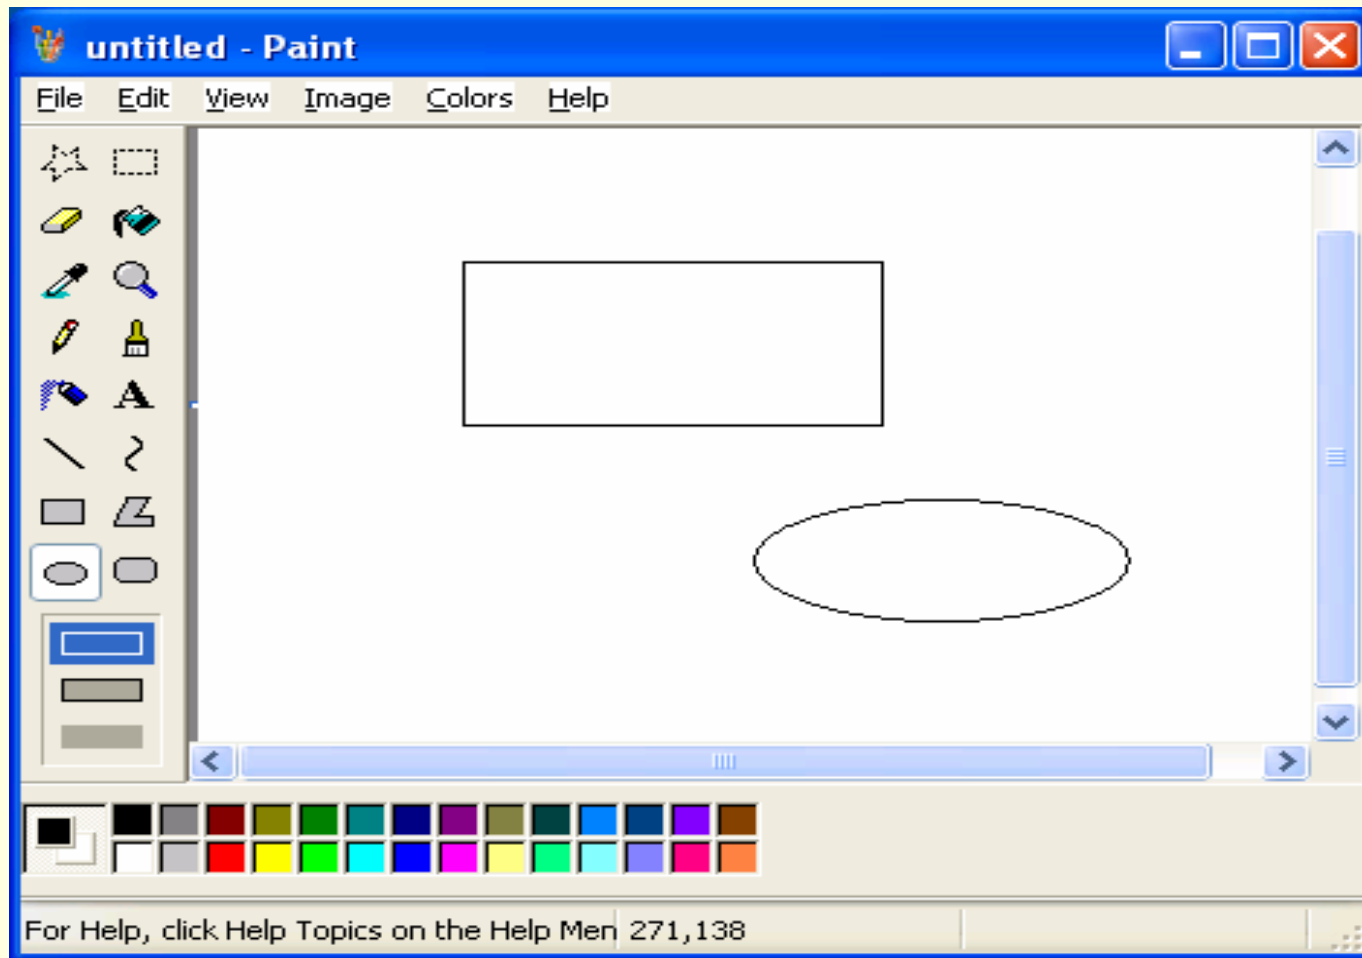 untitled - Paint
File Edit View Image Colors Help
A
For Help, click Help Topics on the Help Men 271,138